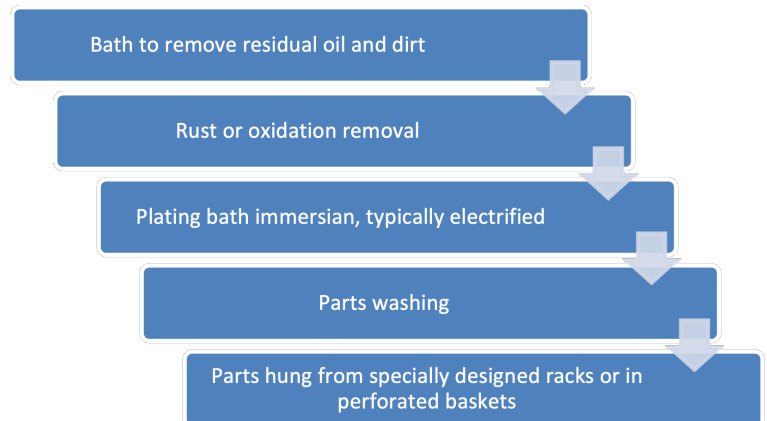 Bath to remove residual oil and dirt
Rust or oxidation removal
Plating bath immersian, typically electrified
Parts washing
Parts hung from specially designed racks or in
perforated baskets